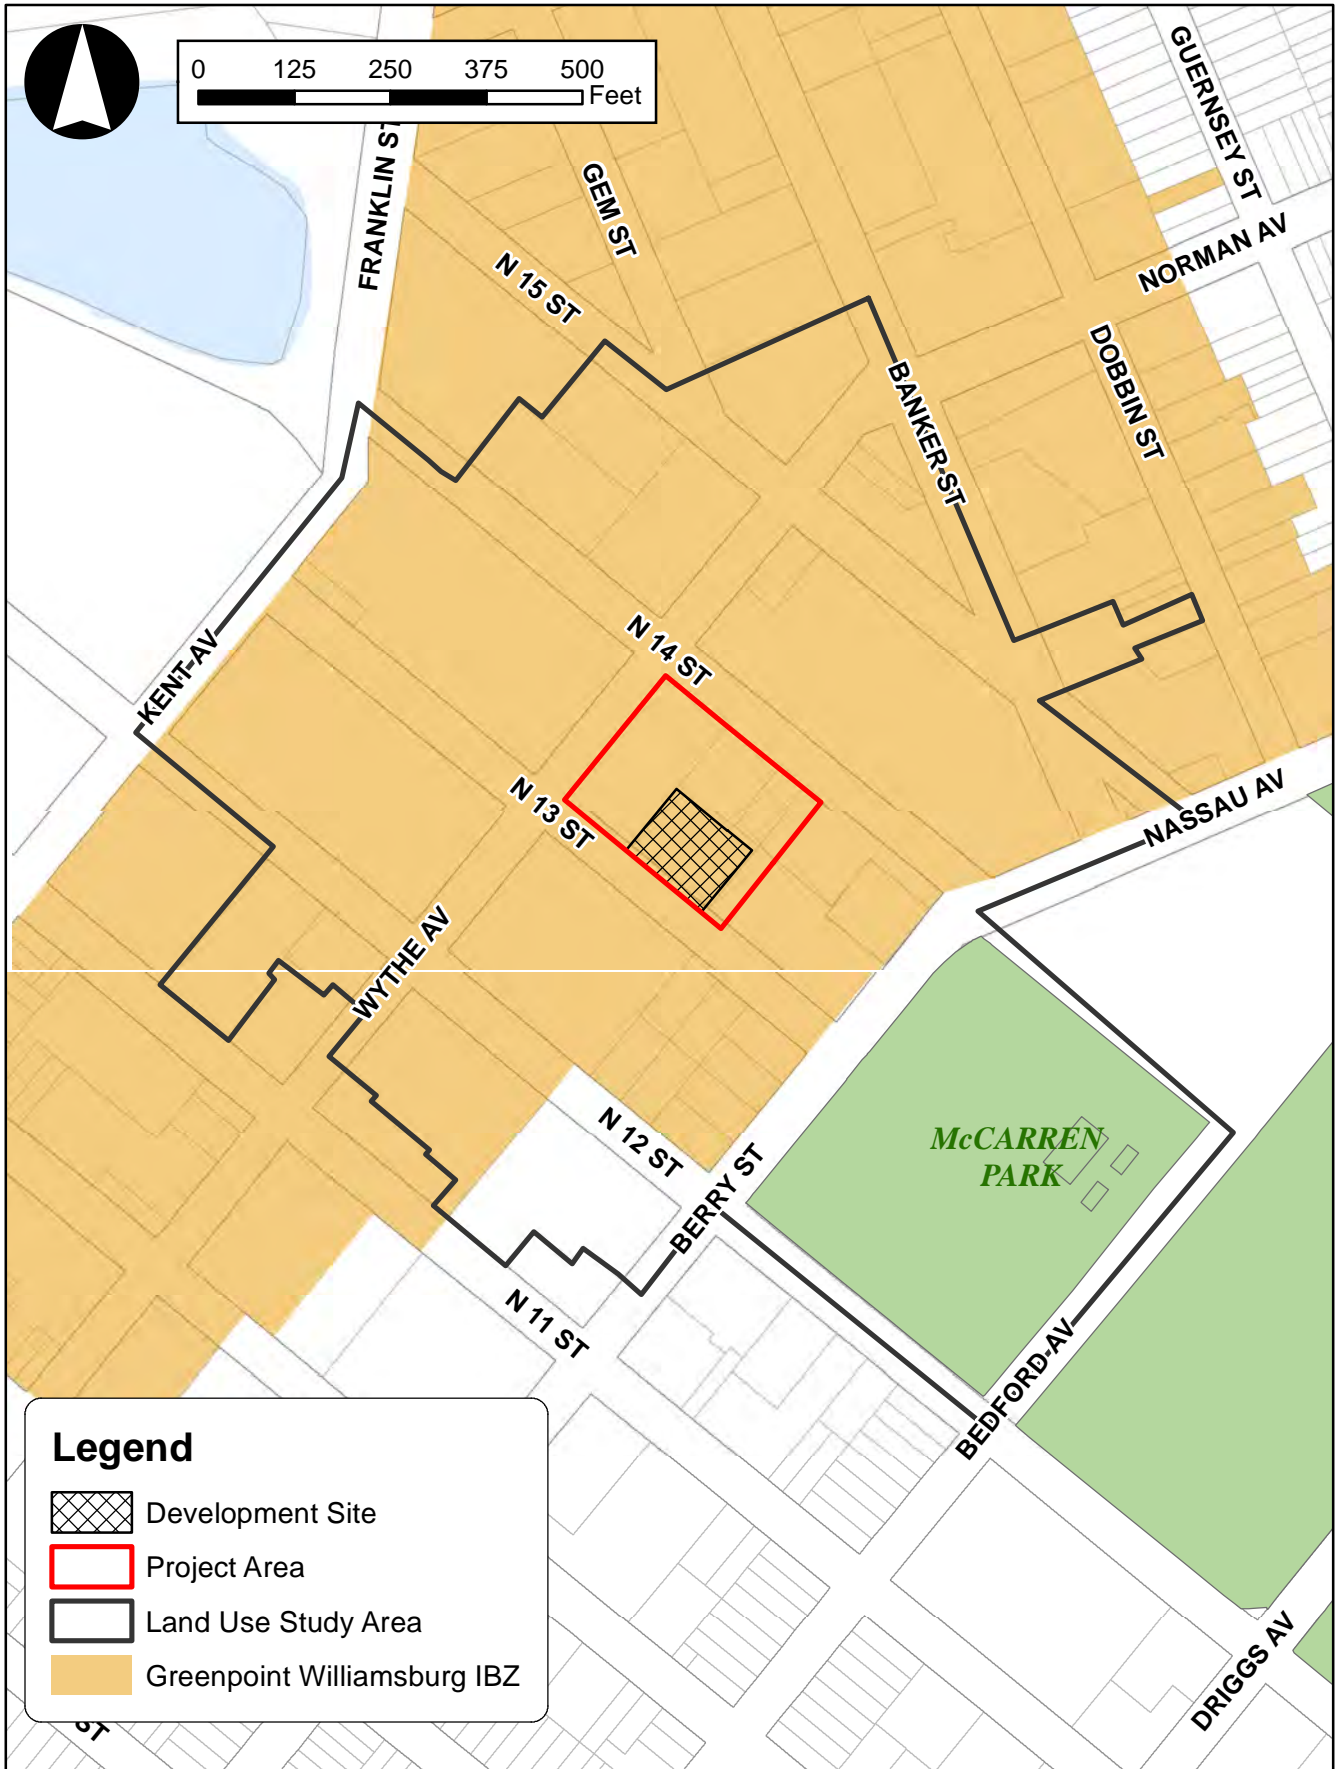 0 125 250 375 500
Feet
FRANKLIN ST
GEM ST
GUERNSEY ST
N 15 ST
NORMAN AV
DOBBIN ST
BANKER ST
N 14 ST
KENT AV
N 13 ST
NASSAU AV
WYTHE AV
McCARREN
PARK
N 12 ST
BERRY ST
N 11 ST
BEDFORD AV
DRIGGS AV
Legend
Development Site
Project Area
Land Use Study Area
Greenpoint Williamsburg IBZ
ST